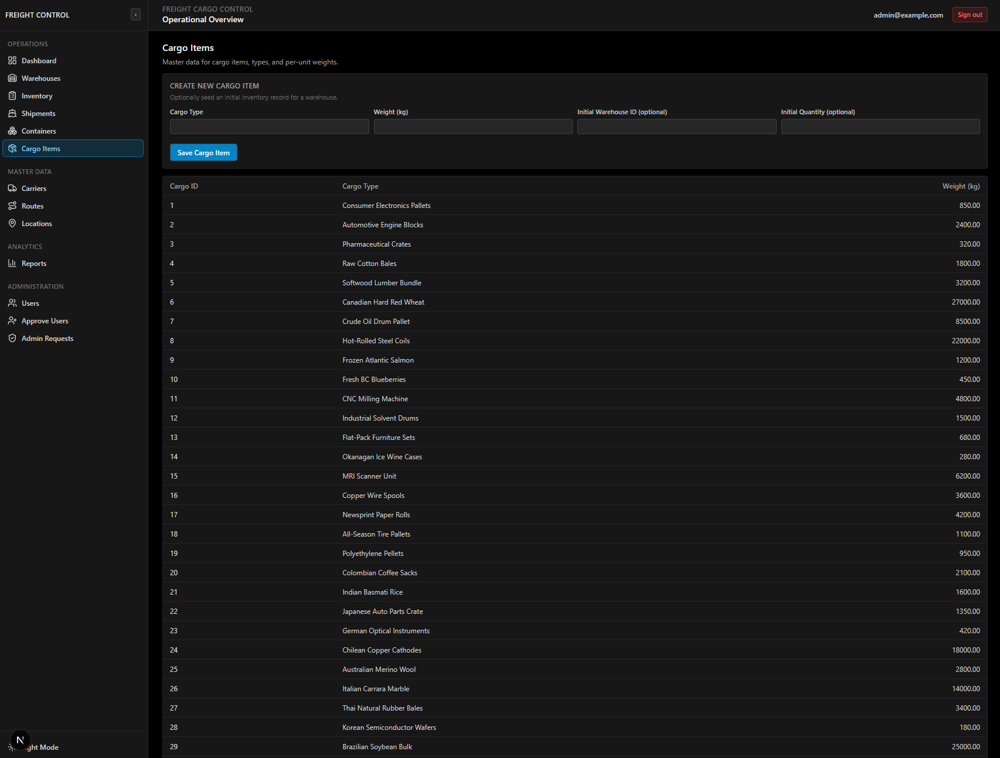 FREIGHT CONTROL
FREIGHT CARGO CONTROL
Operational Overview
admin@example.com
Sign out
OPERATIONS
Dashboard
Warehouses
Inventory
Shipments
Containers
Cargo Items
MASTER DATA
Carriers
Routes
Locations
ANALYTICS
Reports
ADMINISTRATION
Users
Approve Users
Admin Requests
N
ght Mode
Cargo Items
Master data for cargo items, types, and per-unit weights.
CREATE NEW CARGO ITEM
Optionally seed an initial inventory record for a warehouse.
Cargo Type Weight (kg) Initial Warehouse ID (optional) Initial Quantity (optional)
Save Cargo Item
Cargo ID Cargo Type Weight (kg)
1 Consumer Electronics Pallets 850.00
2 Automotive Engine Blocks 2400.00
3 Pharmaceutical Crates 320.00
4 Raw Cotton Bales 1800.00
5 Softwood Lumber Bundle 3200.00
6 Canadian Hard Red Wheat 27000.00
7 Crude Oil Drum Pallet 8500.00
8 Hot-Rolled Steel Coils 22000.00
9 Frozen Atlantic Salmon 1200.00
10 Fresh BC Blueberries 450.00
11 CNC Milling Machine 4800.00
12 Industrial Solvent Drums 1500.00
13 Flat-Pack Furniture Sets 680.00
14 Okanagan Ice Wine Cases 280.00
15 MRI Scanner Unit 6200.00
16 Copper Wire Spools 3600.00
17 Newsprint Paper Rolls 4200.00
18 All-Season Tire Pallets 1100.00
19 Polyethylene Pellets 950.00
20 Colombian Coffee Sacks 2100.00
21 Indian Basmati Rice 1600.00
22 Japanese Auto Parts Crate 1350.00
23 German Optical Instruments 420.00
24 Chilean Copper Cathodes 18000.00
25 Australian Merino Wool 2800.00
26 Italian Carrara Marble 14000.00
27 Thai Natural Rubber Bales 3400.00
28 Korean Semiconductor Wafers 180.00
29 Brazilian Soybean Bulk 25000.00